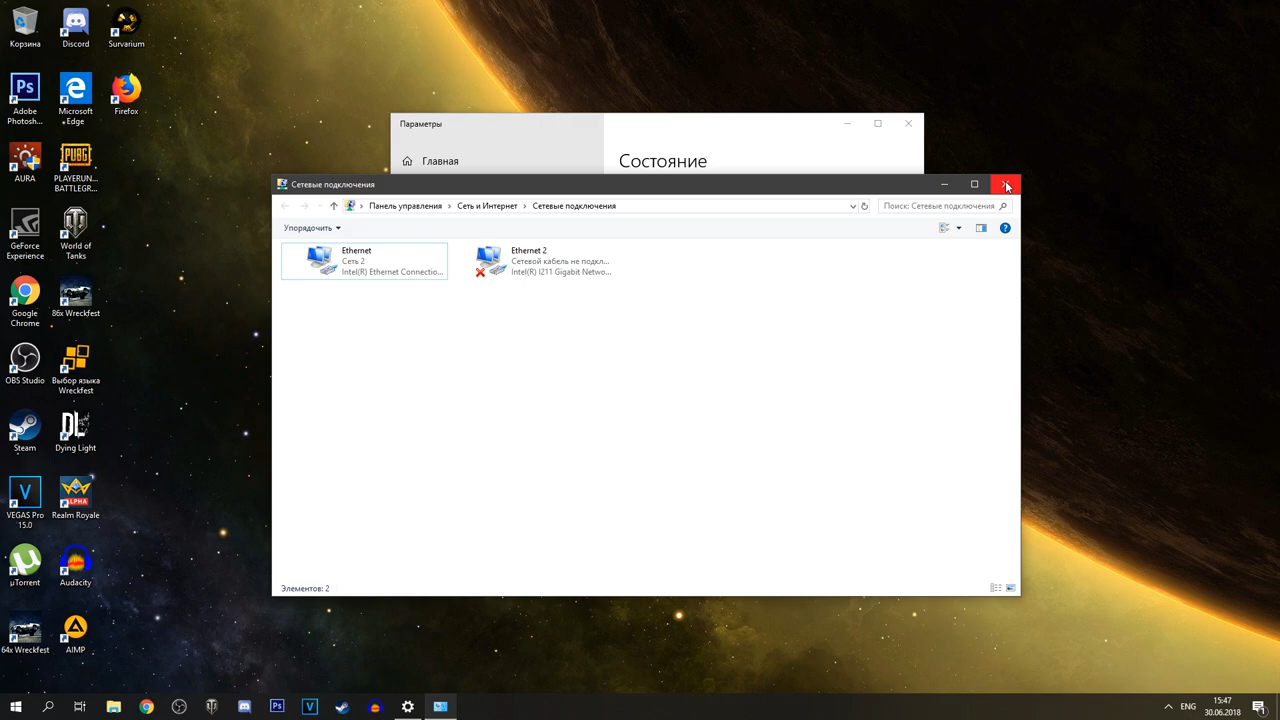 Корзина
Discord
Survarium
Adobe
Photosh...
Microsoft
Edge
Firefox
AURA
PLAYERUN...
BATTLEGR...
GeForce
Experience
World of
Tanks
Google
Chrome
86x Wreckfest
OBS Studio
Выбор языка
Wreckfest
Steam
Dying Light
VEGAS Pro
15.0
Realm Royale
µTorrent
Audacity
64x Wreckfest
AIMP
Параметры
Главная
Состояние
Сетевые подключения
Панель управления
Сеть и Интернет
Сетевые подключения
Поиск: Сетевые подключения
Упорядочить
Ethernet
Сеть 2
Intel(R) Ethernet Connectio...
Ethernet 2
Сетевой кабель не подкл...
Intel(R) I211 Gigabit Netwo...
Элементов: 2
ENG
15:47
30.06.2018